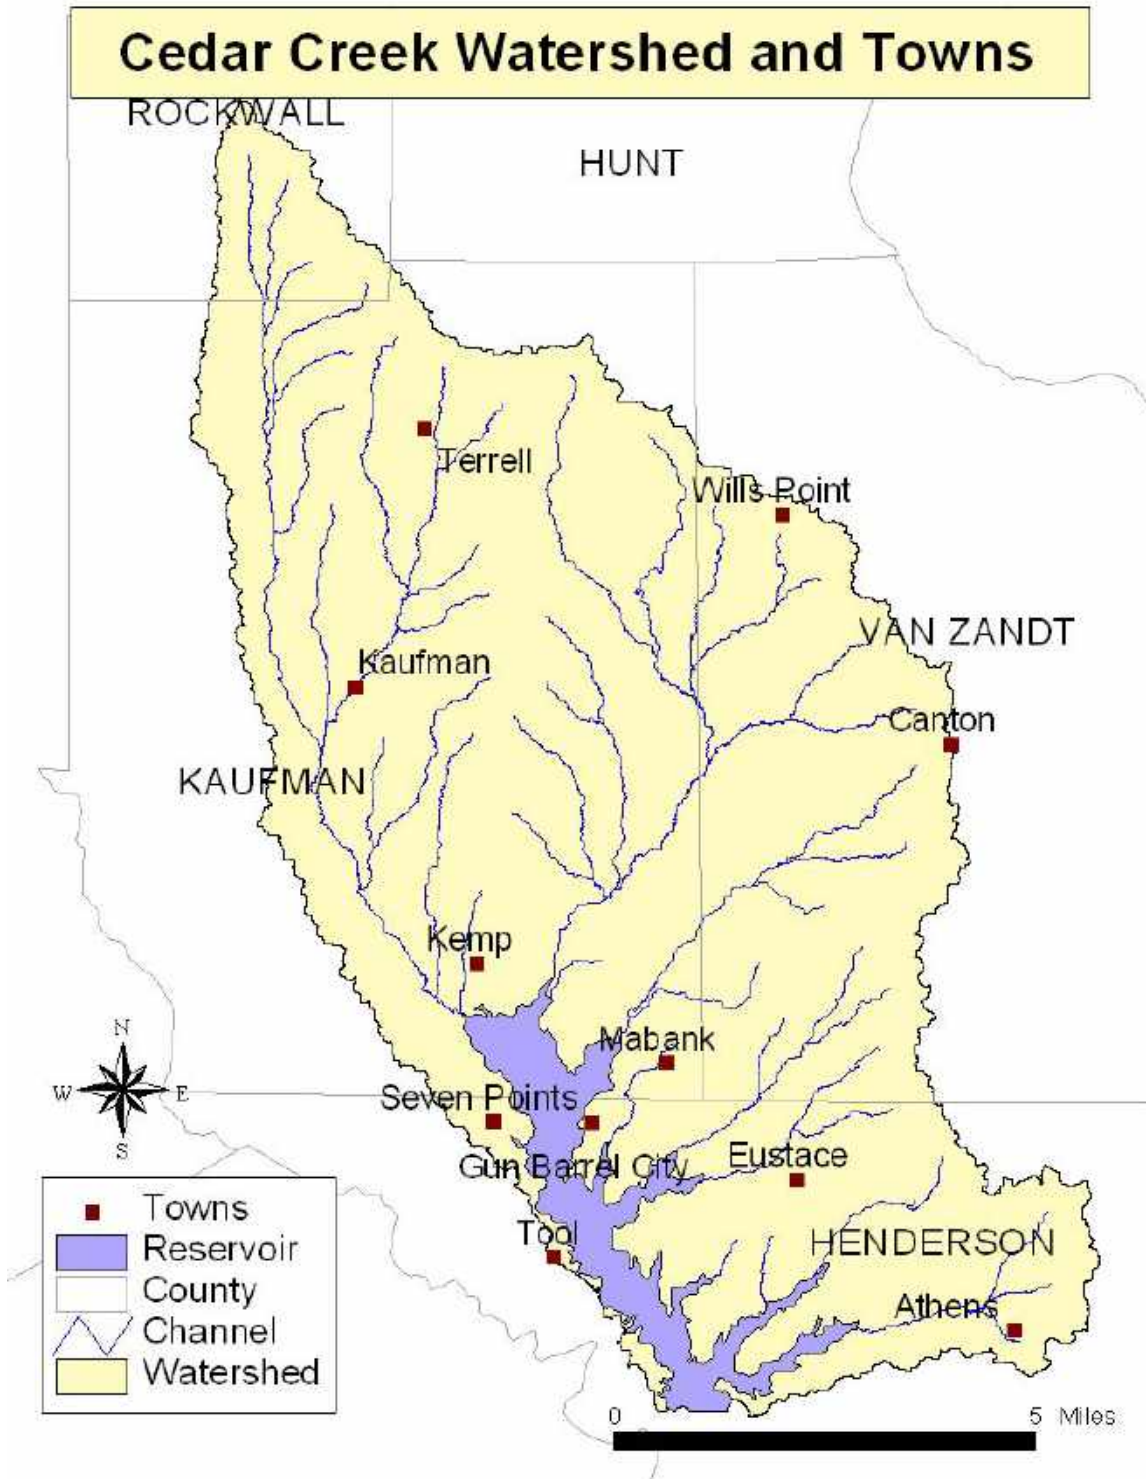 Cedar Creek Watershed and Towns
ROCKWALL
HUNT
Terrell
Wills Point
VAN ZANDT
Kaufman
Canton
KAUFMAN
Kemp
N
Mabank
W
E
Seven Points
S
Gun Barrel City
Eustace
Towns
Tool
Reservoir
HENDERSON
County
Athens
Channel
Watershed
0
5 Miles